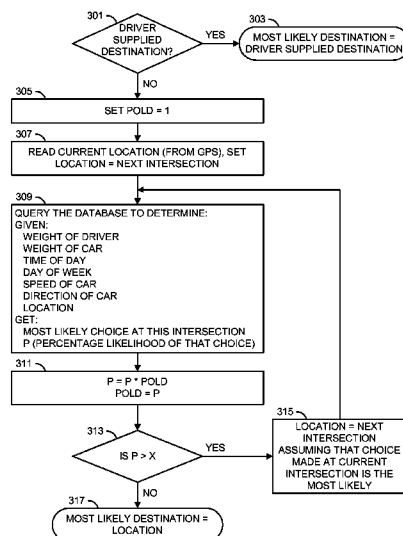 301
DRIVER
SUPPLIED
DESTINATION?
YES
303
MOST LIKELY DESTINATION =
DRIVER SUPPLIED DESTINATION
NO
305
SET POLD = 1
307
READ CURRENT LOCATION (FROM GPS), SET
LOCATION = NEXT INTERSECTION
309
QUERY THE DATABASE TO DETERMINE:
GIVEN:
WEIGHT OF DRIVER
WEIGHT OF CAR
TIME OF DAY
DAY OF WEEK
SPEED OF CAR
DIRECTION OF CAR
LOCATION
GET:
MOST LIKELY CHOICE AT THIS INTERSECTION
P (PERCENTAGE LIKELIHOOD OF THAT CHOICE)
311
P = P * POLD
POLD = P
313
IS P > X
YES
315
LOCATION = NEXT
INTERSECTION
ASSUMING THAT CHOICE
MADE AT CURRENT
INTERSECTION IS THE
MOST LIKELY
NO
317
MOST LIKELY DESTINATION =
LOCATION